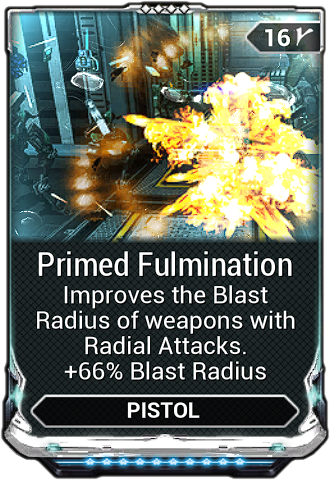 16
Primed Fulmination
Improves the Blast
Radius of weapons with
Radial Attacks.
+66% Blast Radius
PISTOL